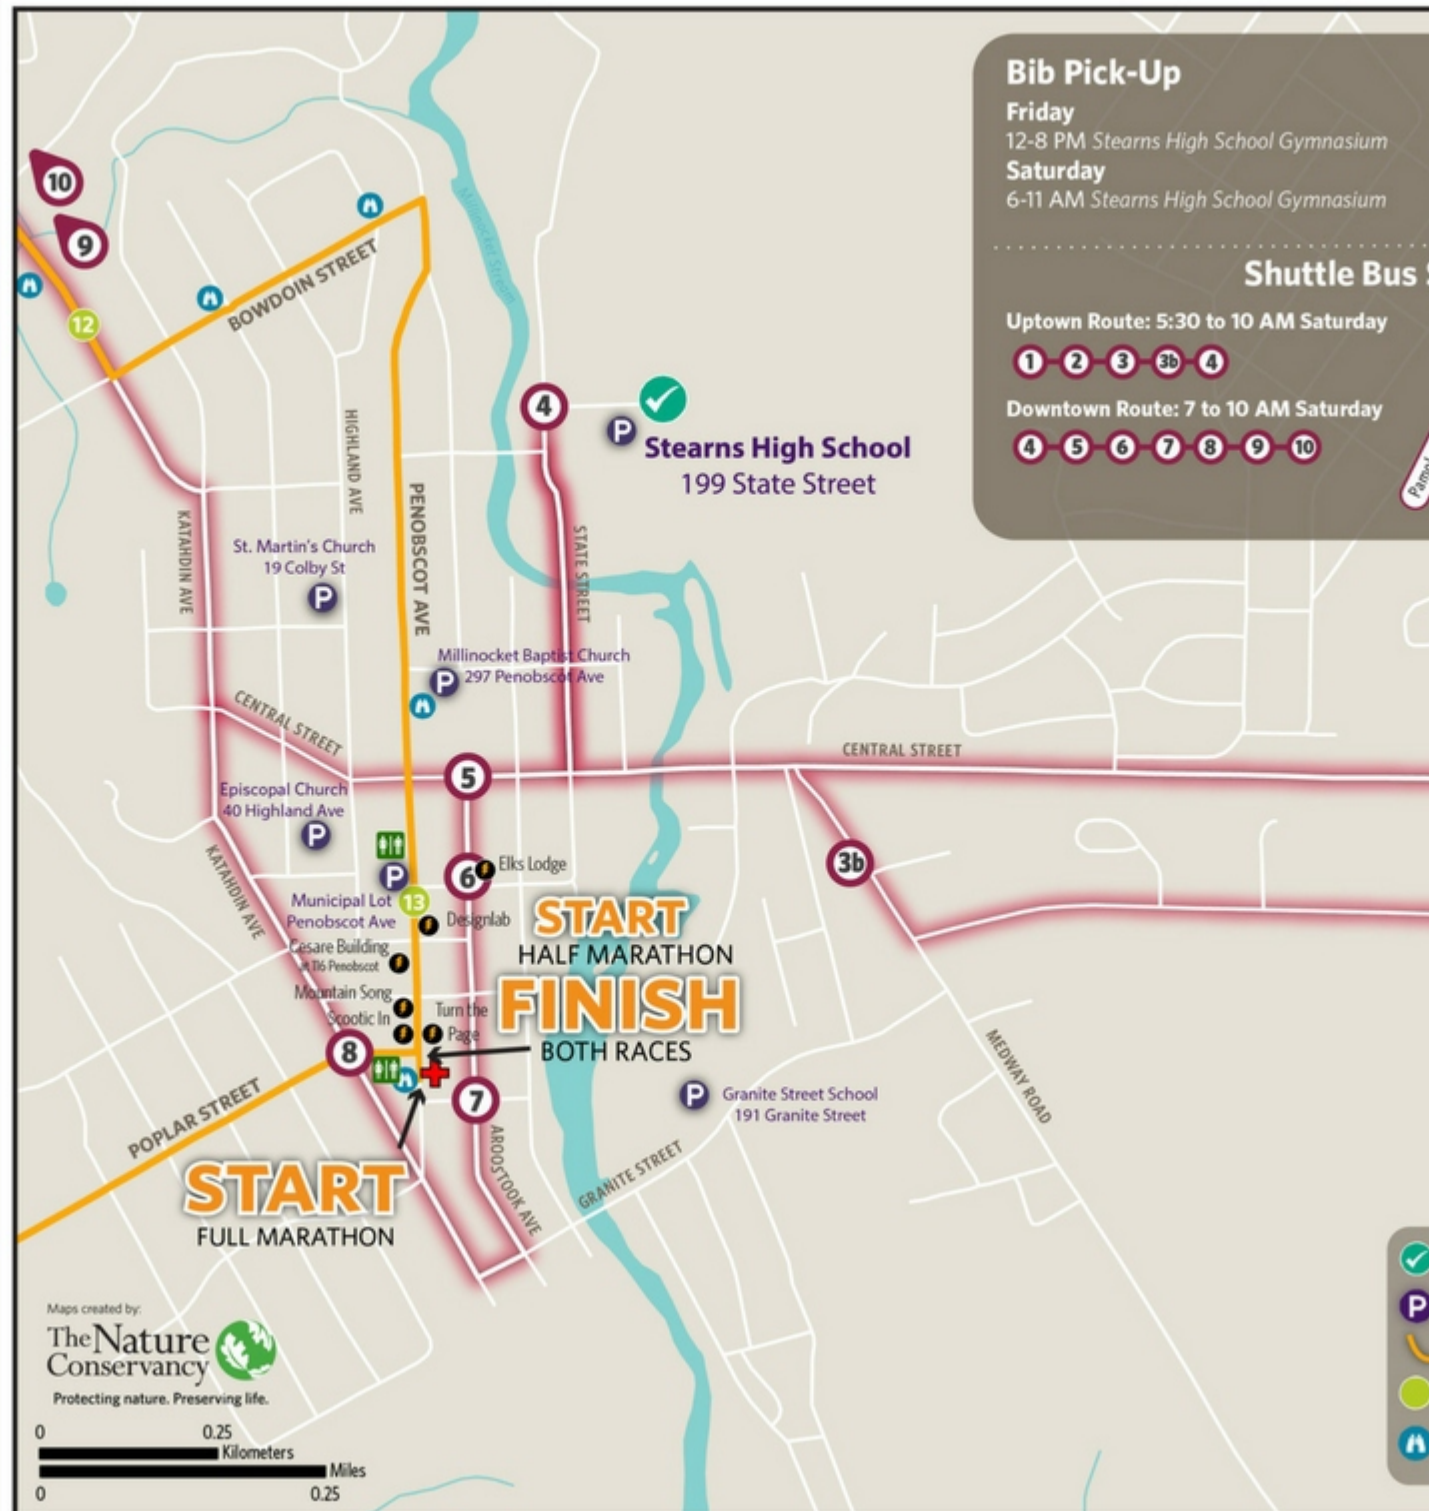 Bib Pick-Up
Friday
12-8 PM Stearns High School Gymnasium
Saturday
6-11 AM Stearns High School Gymnasium
Shuttle Bus
Uptown Route: 5:30 to 10 AM Saturday
1 2 3 3b 4
Downtown Route: 7 to 10 AM Saturday
4 5 6 7 8 9 10
10
9
12
BOWDOIN STREET
Millinocket Stream
4
P
Stearns High School
199 State Street
HIGHLAND AVE
PENOBSCOT AVE
KATAHDIN AVE
STATE STREET
St. Martin's Church
19 Colby St
P
Millinocket Baptist Church
297 Penobscot Ave
P
CENTRAL STREET
CENTRAL STREET
5
Episcopal Church
40 Highland Ave
P
KATAHDIN AVE
6
Elks Lodge
3b
P
Municipal Lot
Penobscot Ave
13
Designlab
Cesare Building
at 116 Penobscot
Mountain Song
Scootic In
Turn the
Page
START
HALF MARATHON
FINISH
BOTH RACES
8
7
POPLAR STREET
AROOSTOOK AVE
GRANITE STREET
P
Granite Street School
191 Granite Street
MEDWAY ROAD
START
FULL MARATHON
P
Maps created by:
The Nature
Conservancy
Protecting nature. Preserving life.
0 0.25
Kilometers
Miles
0 0.25